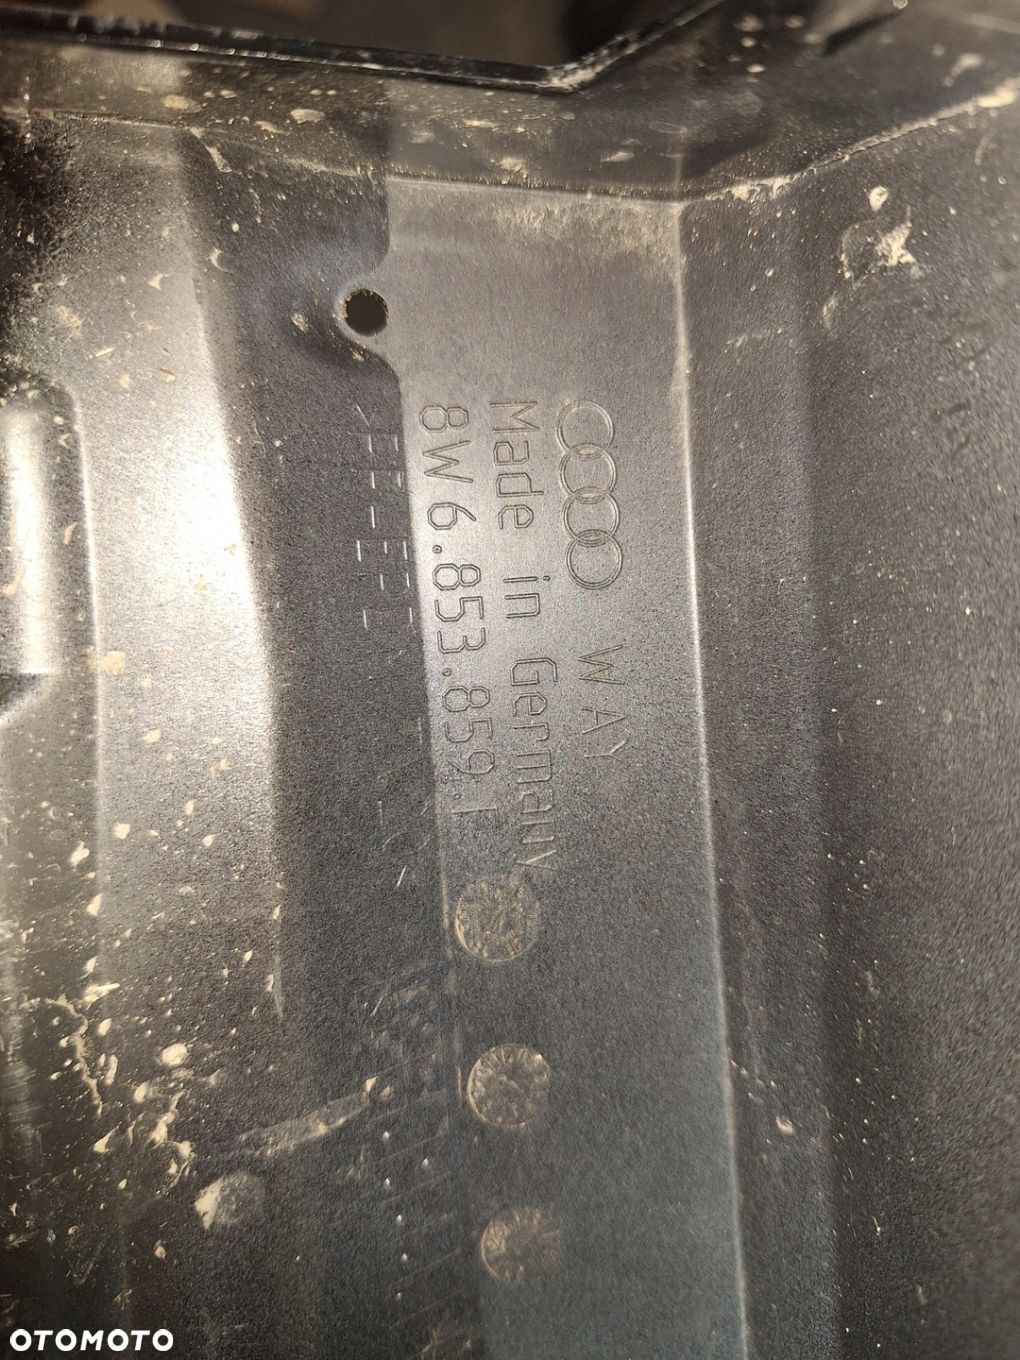 WAY
Made in Germany
8W6.853.859.F
OTOMOTO